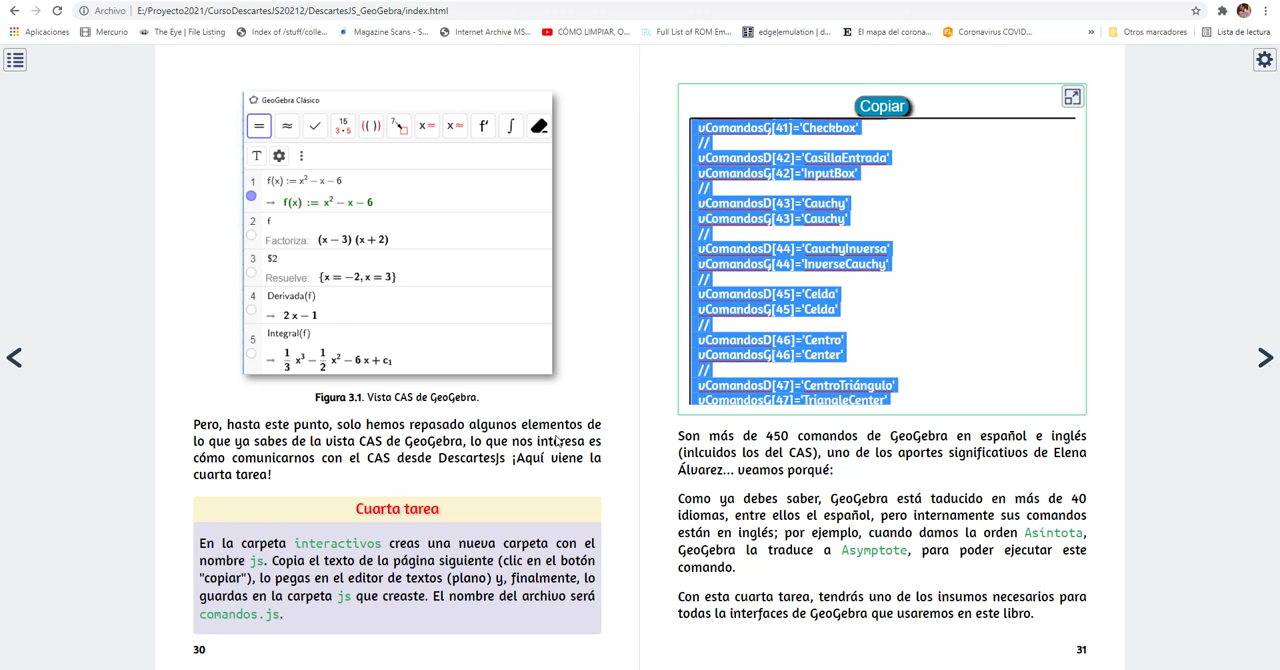 Archivo | E:/Proyecto2021/CursoDescartesJS20212/DescartesJS_GeoGebra/index.html
Aplicaciones Mercurio The Eye | File Listing Index of /stuff/colle... Magazine Scans - S... Internet Archive MS... CÓMO LIMPIAR, O... Full List of ROM Em... edge|emulation | d... El mapa del corona... Coronavirus COVID... » Otros marcadores Lista de lectura
GeoGebra Clásico
= ≈ ✓ 15 3·5 (( )) 7 x= x≈ f' ∫
T
1 f(x) := x² − x − 6
→ f(x) := x² − x − 6
2 f
Factoriza: (x − 3) (x + 2)
3 $2
Resuelve: {x = −2, x = 3}
4 Derivada(f)
→ 2 x − 1
5 Integral(f)
→ 1/3 x³ − 1/2 x² − 6 x + c₁
Figura 3.1. Vista CAS de GeoGebra.
Pero, hasta este punto, solo hemos repasado algunos elementos de
lo que ya sabes de la vista CAS de GeoGebra, lo que nos interesa es
cómo comunicarnos con el CAS desde DescartesJs ¡Aquí viene la
cuarta tarea!
Cuarta tarea
En la carpeta interactivos creas una nueva carpeta con el
nombre js. Copia el texto de la página siguiente (clic en el botón
"copiar"), lo pegas en el editor de textos (plano) y, finalmente, lo
guardas en la carpeta js que creaste. El nombre del archivo será
comandos.js.
30
Copiar
vComandosG[41]='Checkbox'
//
vComandosD[42]='CasillaEntrada'
vComandosG[42]='InputBox'
//
vComandosD[43]='Cauchy'
vComandosG[43]='Cauchy'
//
vComandosD[44]='CauchyInversa'
vComandosG[44]='InverseCauchy'
//
vComandosD[45]='Celda'
vComandosG[45]='Celda'
//
vComandosD[46]='Centro'
vComandosG[46]='Center'
//
vComandosD[47]='CentroTriángulo'
vComandosG[47]='TriangleCenter'
Son más de 450 comandos de GeoGebra en español e inglés
(inlcuidos los del CAS), uno de los aportes significativos de Elena
Álvarez... veamos porqué:
Como ya debes saber, GeoGebra está taducido en más de 40
idiomas, entre ellos el español, pero internamente sus comandos
están en inglés; por ejemplo, cuando damos la orden Asíntota,
GeoGebra la traduce a Asymptote, para poder ejecutar este
comando.
Con esta cuarta tarea, tendrás uno de los insumos necesarios para
todas la interfaces de GeoGebra que usaremos en este libro.
31